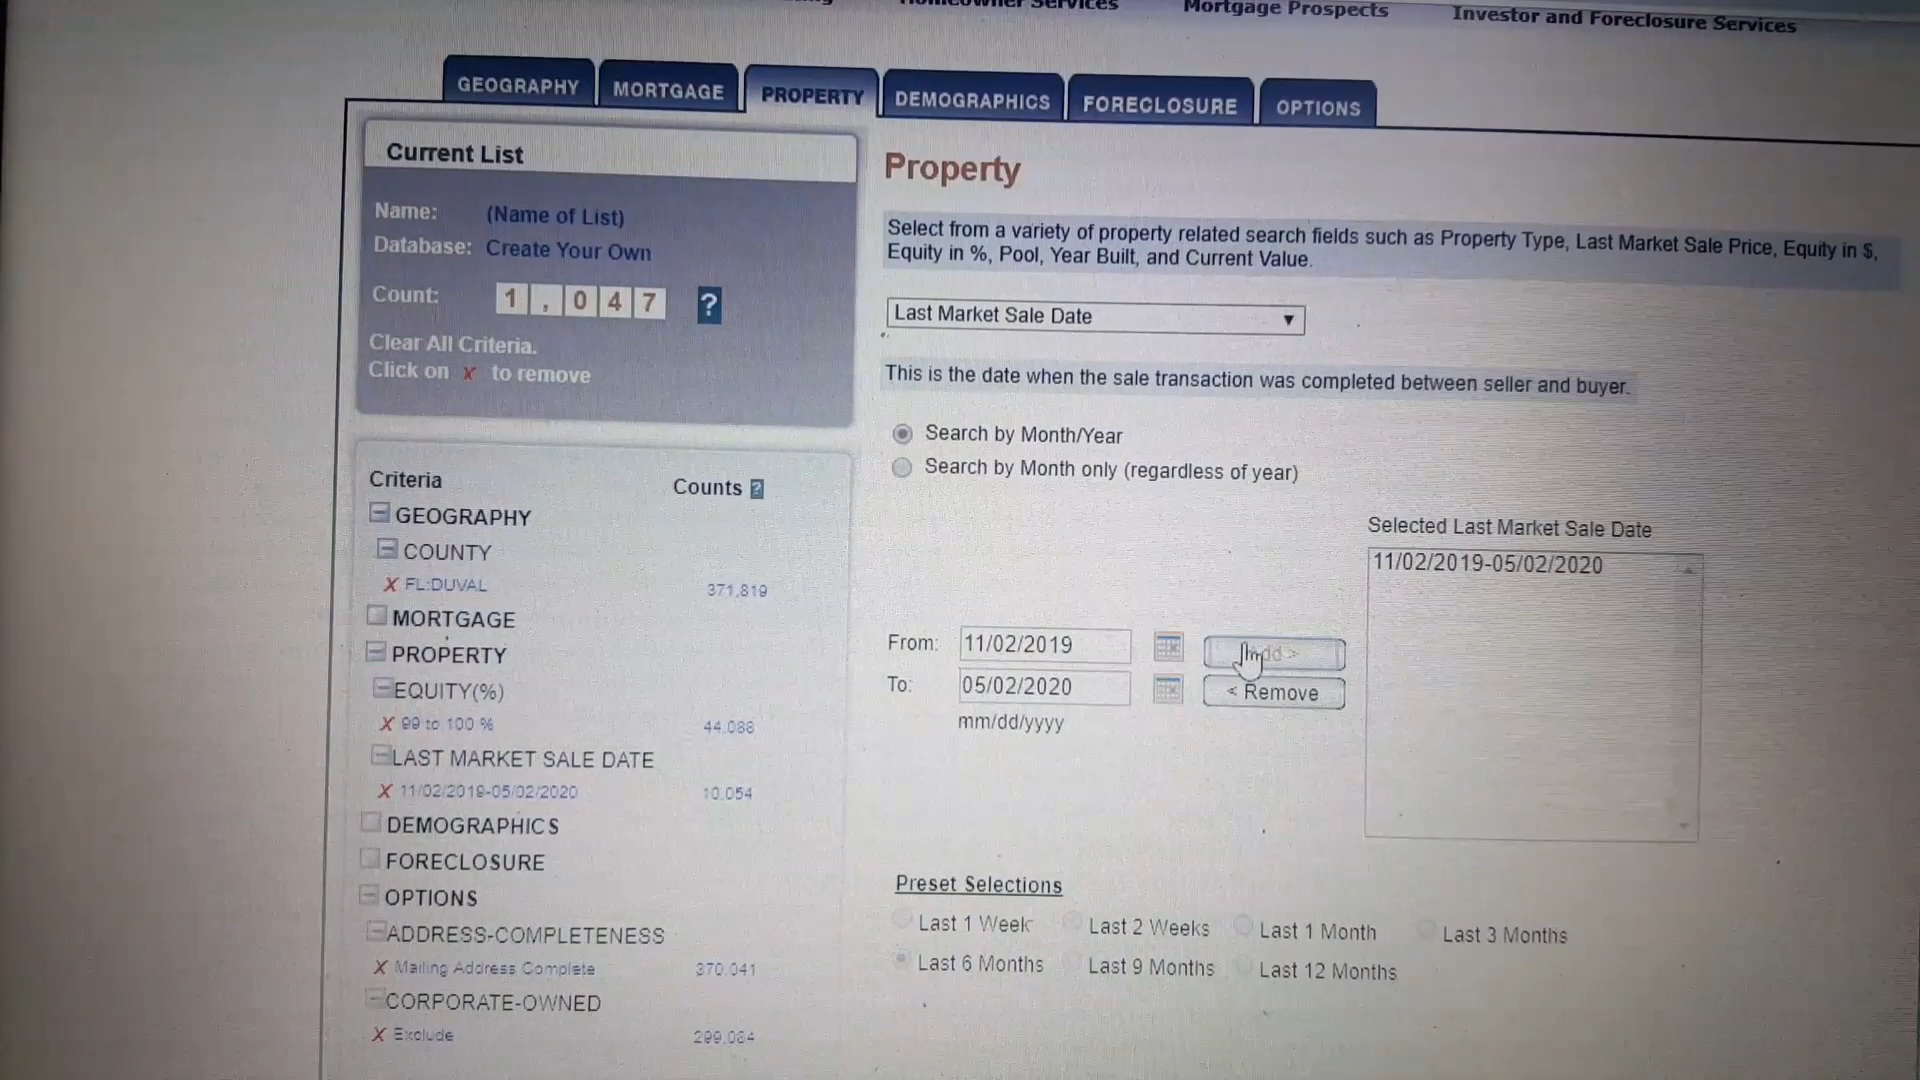 Homeowner Services
Mortgage Prospects
Investor and Foreclosure Services
GEOGRAPHY
MORTGAGE
PROPERTY
DEMOGRAPHICS
FORECLOSURE
OPTIONS
Current List
Name: (Name of List)
Database: Create Your Own
Count: 1,047 ?
Clear All Criteria.
Click on x to remove
Criteria Counts ?
GEOGRAPHY
COUNTY
X FL:DUVAL 371,819
MORTGAGE
PROPERTY
EQUITY(%)
X 99 to 100 % 44,088
LAST MARKET SALE DATE
X 11/02/2019-05/02/2020 10,054
DEMOGRAPHICS
FORECLOSURE
OPTIONS
ADDRESS-COMPLETENESS
X Mailing Address Complete 370,041
CORPORATE-OWNED
X Exclude
Property
Select from a variety of property related search fields such as Property Type, Last Market Sale Price, Equity in $,
Equity in %, Pool, Year Built, and Current Value.
Last Market Sale Date
This is the date when the sale transaction was completed between seller and buyer.
Search by Month/Year
Search by Month only (regardless of year)
Selected Last Market Sale Date
11/02/2019-05/02/2020
From: 11/02/2019
To: 05/02/2020
< Remove
mm/dd/yyyy
Preset Selections
Last 1 Week Last 2 Weeks Last 1 Month Last 3 Months
Last 6 Months Last 9 Months Last 12 Months